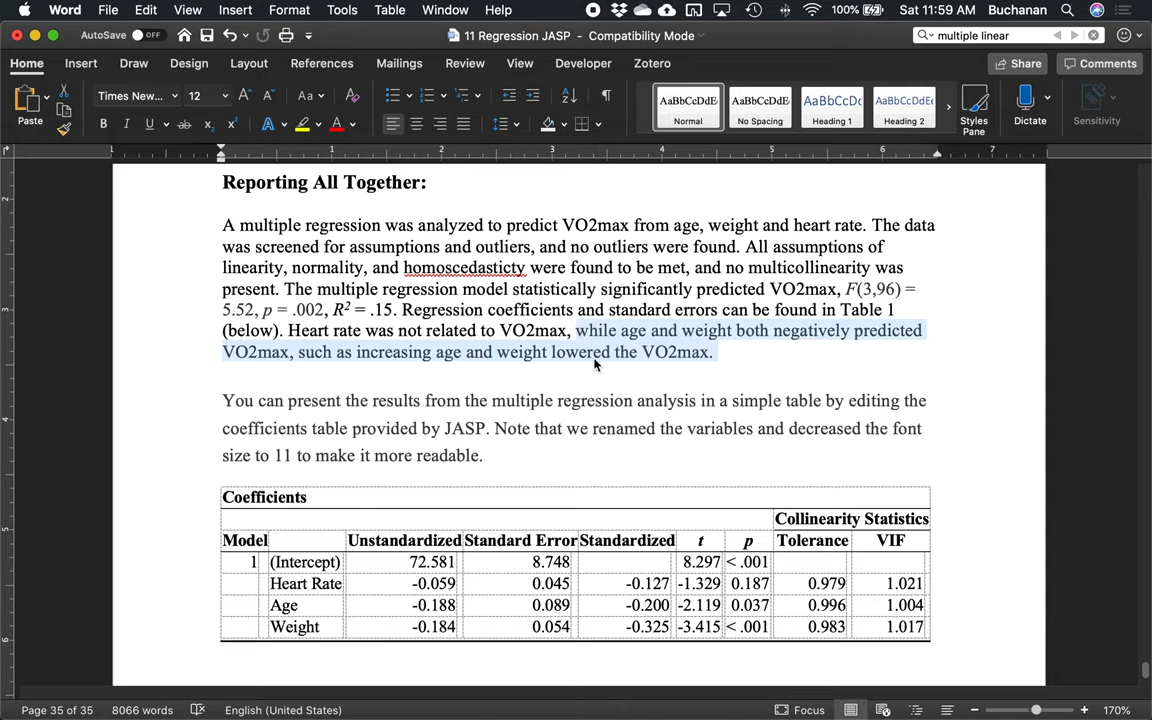 Word File Edit View Insert Format Tools Table Window Help 100% Sat 11:59 AM Buchanan
AutoSave OFF 11 Regression JASP - Compatibility Mode multiple linear
Home Insert Draw Design Layout References Mailings Review View Developer Zotero Share Comments
Times New... 12 Aa AaBbCcDdE AaBbCcDdE AaBbCcDc AaBbCcDdEe
Paste B I U ab x₂ x² A A Normal No Spacing Heading 1 Heading 2 Styles Pane Dictate Sensitivity
1 1 2 3 4 5 6 7
Reporting All Together:
A multiple regression was analyzed to predict VO2max from age, weight and heart rate. The data
was screened for assumptions and outliers, and no outliers were found. All assumptions of
linearity, normality, and homoscedasticty were found to be met, and no multicollinearity was
present. The multiple regression model statistically significantly predicted VO2max, F(3,96) =
5.52, p = .002, R² = .15. Regression coefficients and standard errors can be found in Table 1
(below). Heart rate was not related to VO2max, while age and weight both negatively predicted
VO2max, such as increasing age and weight lowered the VO2max.
You can present the results from the multiple regression analysis in a simple table by editing the
coefficients table provided by JASP. Note that we renamed the variables and decreased the font
size to 11 to make it more readable.
Coefficients
Collinearity Statistics
Model Unstandardized Standard Error Standardized t p Tolerance VIF
1 (Intercept) 72.581 8.748 8.297 < .001
Heart Rate -0.059 0.045 -0.127 -1.329 0.187 0.979 1.021
Age -0.188 0.089 -0.200 -2.119 0.037 0.996 1.004
Weight -0.184 0.054 -0.325 -3.415 < .001 0.983 1.017
Page 35 of 35 8066 words English (United States) Focus 170%